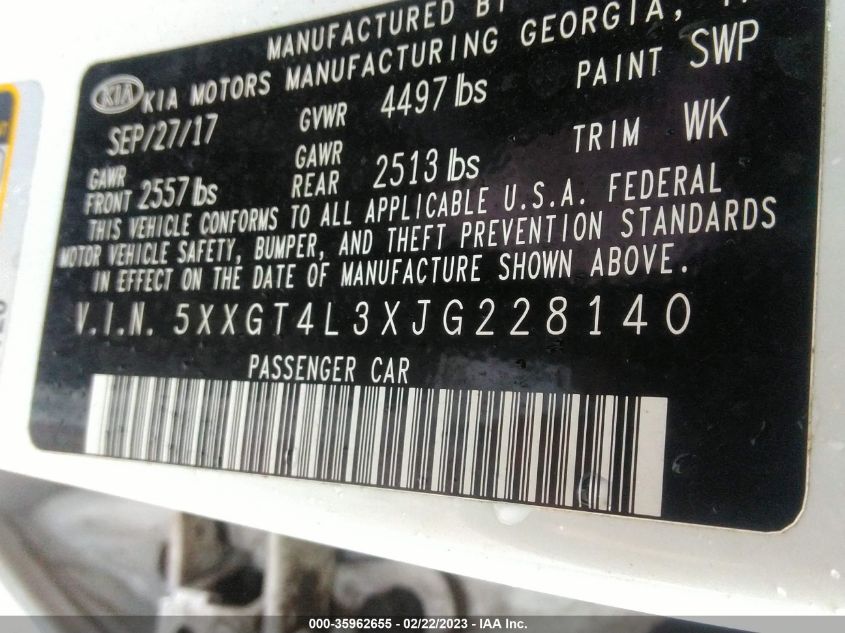 MANUFACTURED BY
KIA KIA MOTORS MANUFACTURING GEORGIA,
SEP/27/17 GVWR 4497 lbs PAINT SWP
GAWR FRONT 2557 lbs GAWR REAR 2513 lbs TRIM WK
THIS VEHICLE CONFORMS TO ALL APPLICABLE U.S.A. FEDERAL
MOTOR VEHICLE SAFETY, BUMPER, AND THEFT PREVENTION STANDARDS
IN EFFECT ON THE DATE OF MANUFACTURE SHOWN ABOVE.
V.I.N. 5XXGT4L3XJG228140
PASSENGER CAR
000-35962655 - 02/22/2023 - IAA Inc.